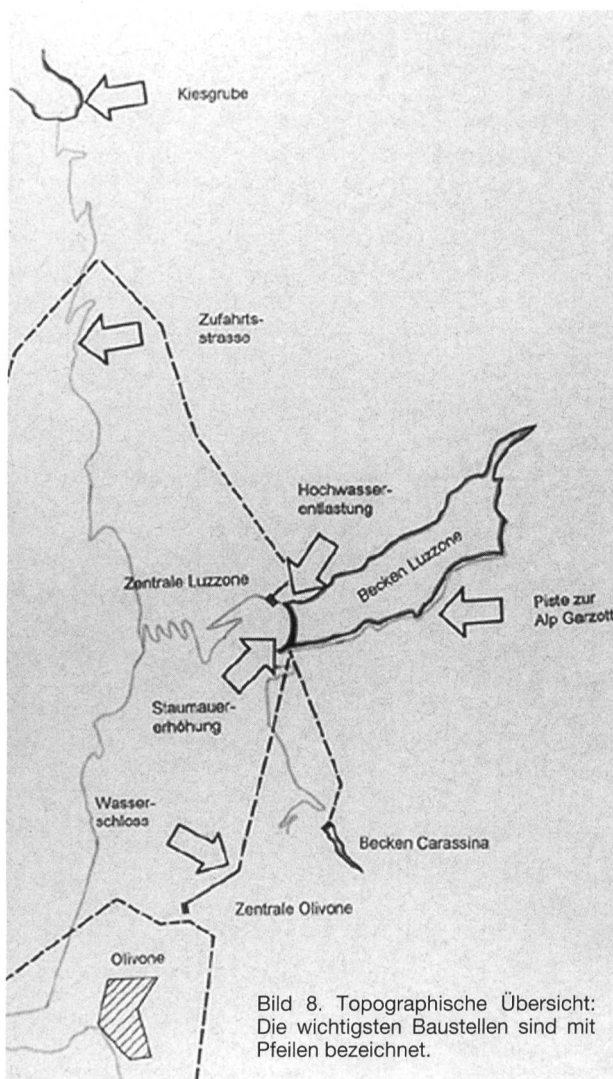 Kiesgrube
Zufahrts-
strasse
Hochwasser-
entlastung
Becken Luzzone
Zentrale Luzzone
Piste zur
Alp Garzott
Staumauer-
erhöhung
Wasser-
schloss
Becken Carassina
Zentrale Olivone
Olivone
Bild 8. Topographische Übersicht:
Die wichtigsten Baustellen sind mit
Pfeilen bezeichnet.